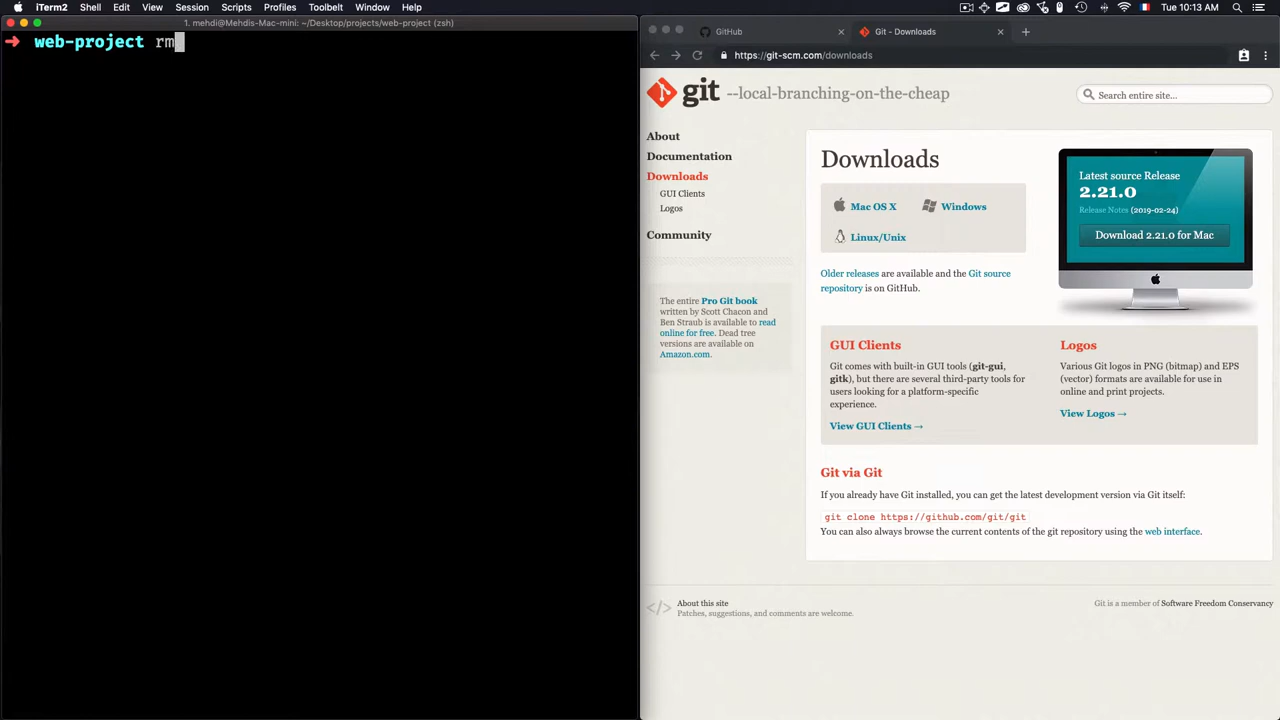 iTerm2 Shell Edit View Session Scripts Profiles Toolbelt Window Help
Tue 10:13 AM
1. mehdi@Mehdis-Mac-mini: ~/Desktop/projects/web-project (zsh)
➜ web-project rm
GitHub
Git - Downloads
https://git-scm.com/downloads
git --local-branching-on-the-cheap
Search entire site...
About
Documentation
Downloads
GUI Clients
Logos
Community
The entire Pro Git book
written by Scott Chacon and
Ben Straub is available to read
online for free. Dead tree
versions are available on
Amazon.com.
Downloads
Mac OS X
Windows
Linux/Unix
Older releases are available and the Git source
repository is on GitHub.
Latest source Release
2.21.0
Release Notes (2019-02-24)
Download 2.21.0 for Mac
GUI Clients
Git comes with built-in GUI tools (git-gui,
gitk), but there are several third-party tools for
users looking for a platform-specific
experience.
View GUI Clients →
Logos
Various Git logos in PNG (bitmap) and EPS
(vector) formats are available for use in
online and print projects.
View Logos →
Git via Git
If you already have Git installed, you can get the latest development version via Git itself:
git clone https://github.com/git/git
You can also always browse the current contents of the git repository using the web interface.
</> About this site
Patches, suggestions, and comments are welcome.
Git is a member of Software Freedom Conservancy